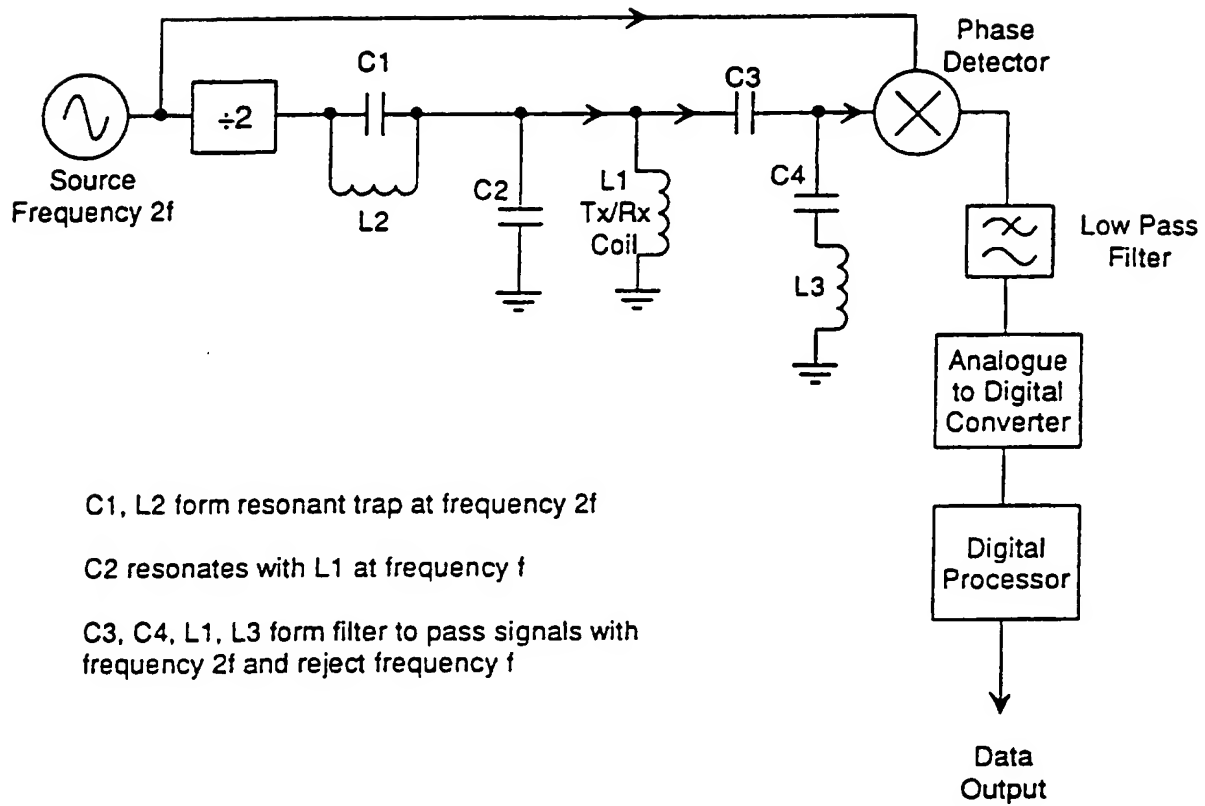 Phase
Detector
C1
C3
÷2
Source
Frequency 2f
L2
C2
L1
Tx/Rx
Coil
C4
L3
Low Pass
Filter
Analogue
to Digital
Converter
C1, L2 form resonant trap at frequency 2f
C2 resonates with L1 at frequency f
C3, C4, L1, L3 form filter to pass signals with
frequency 2f and reject frequency f
Digital
Processor
Data
Output